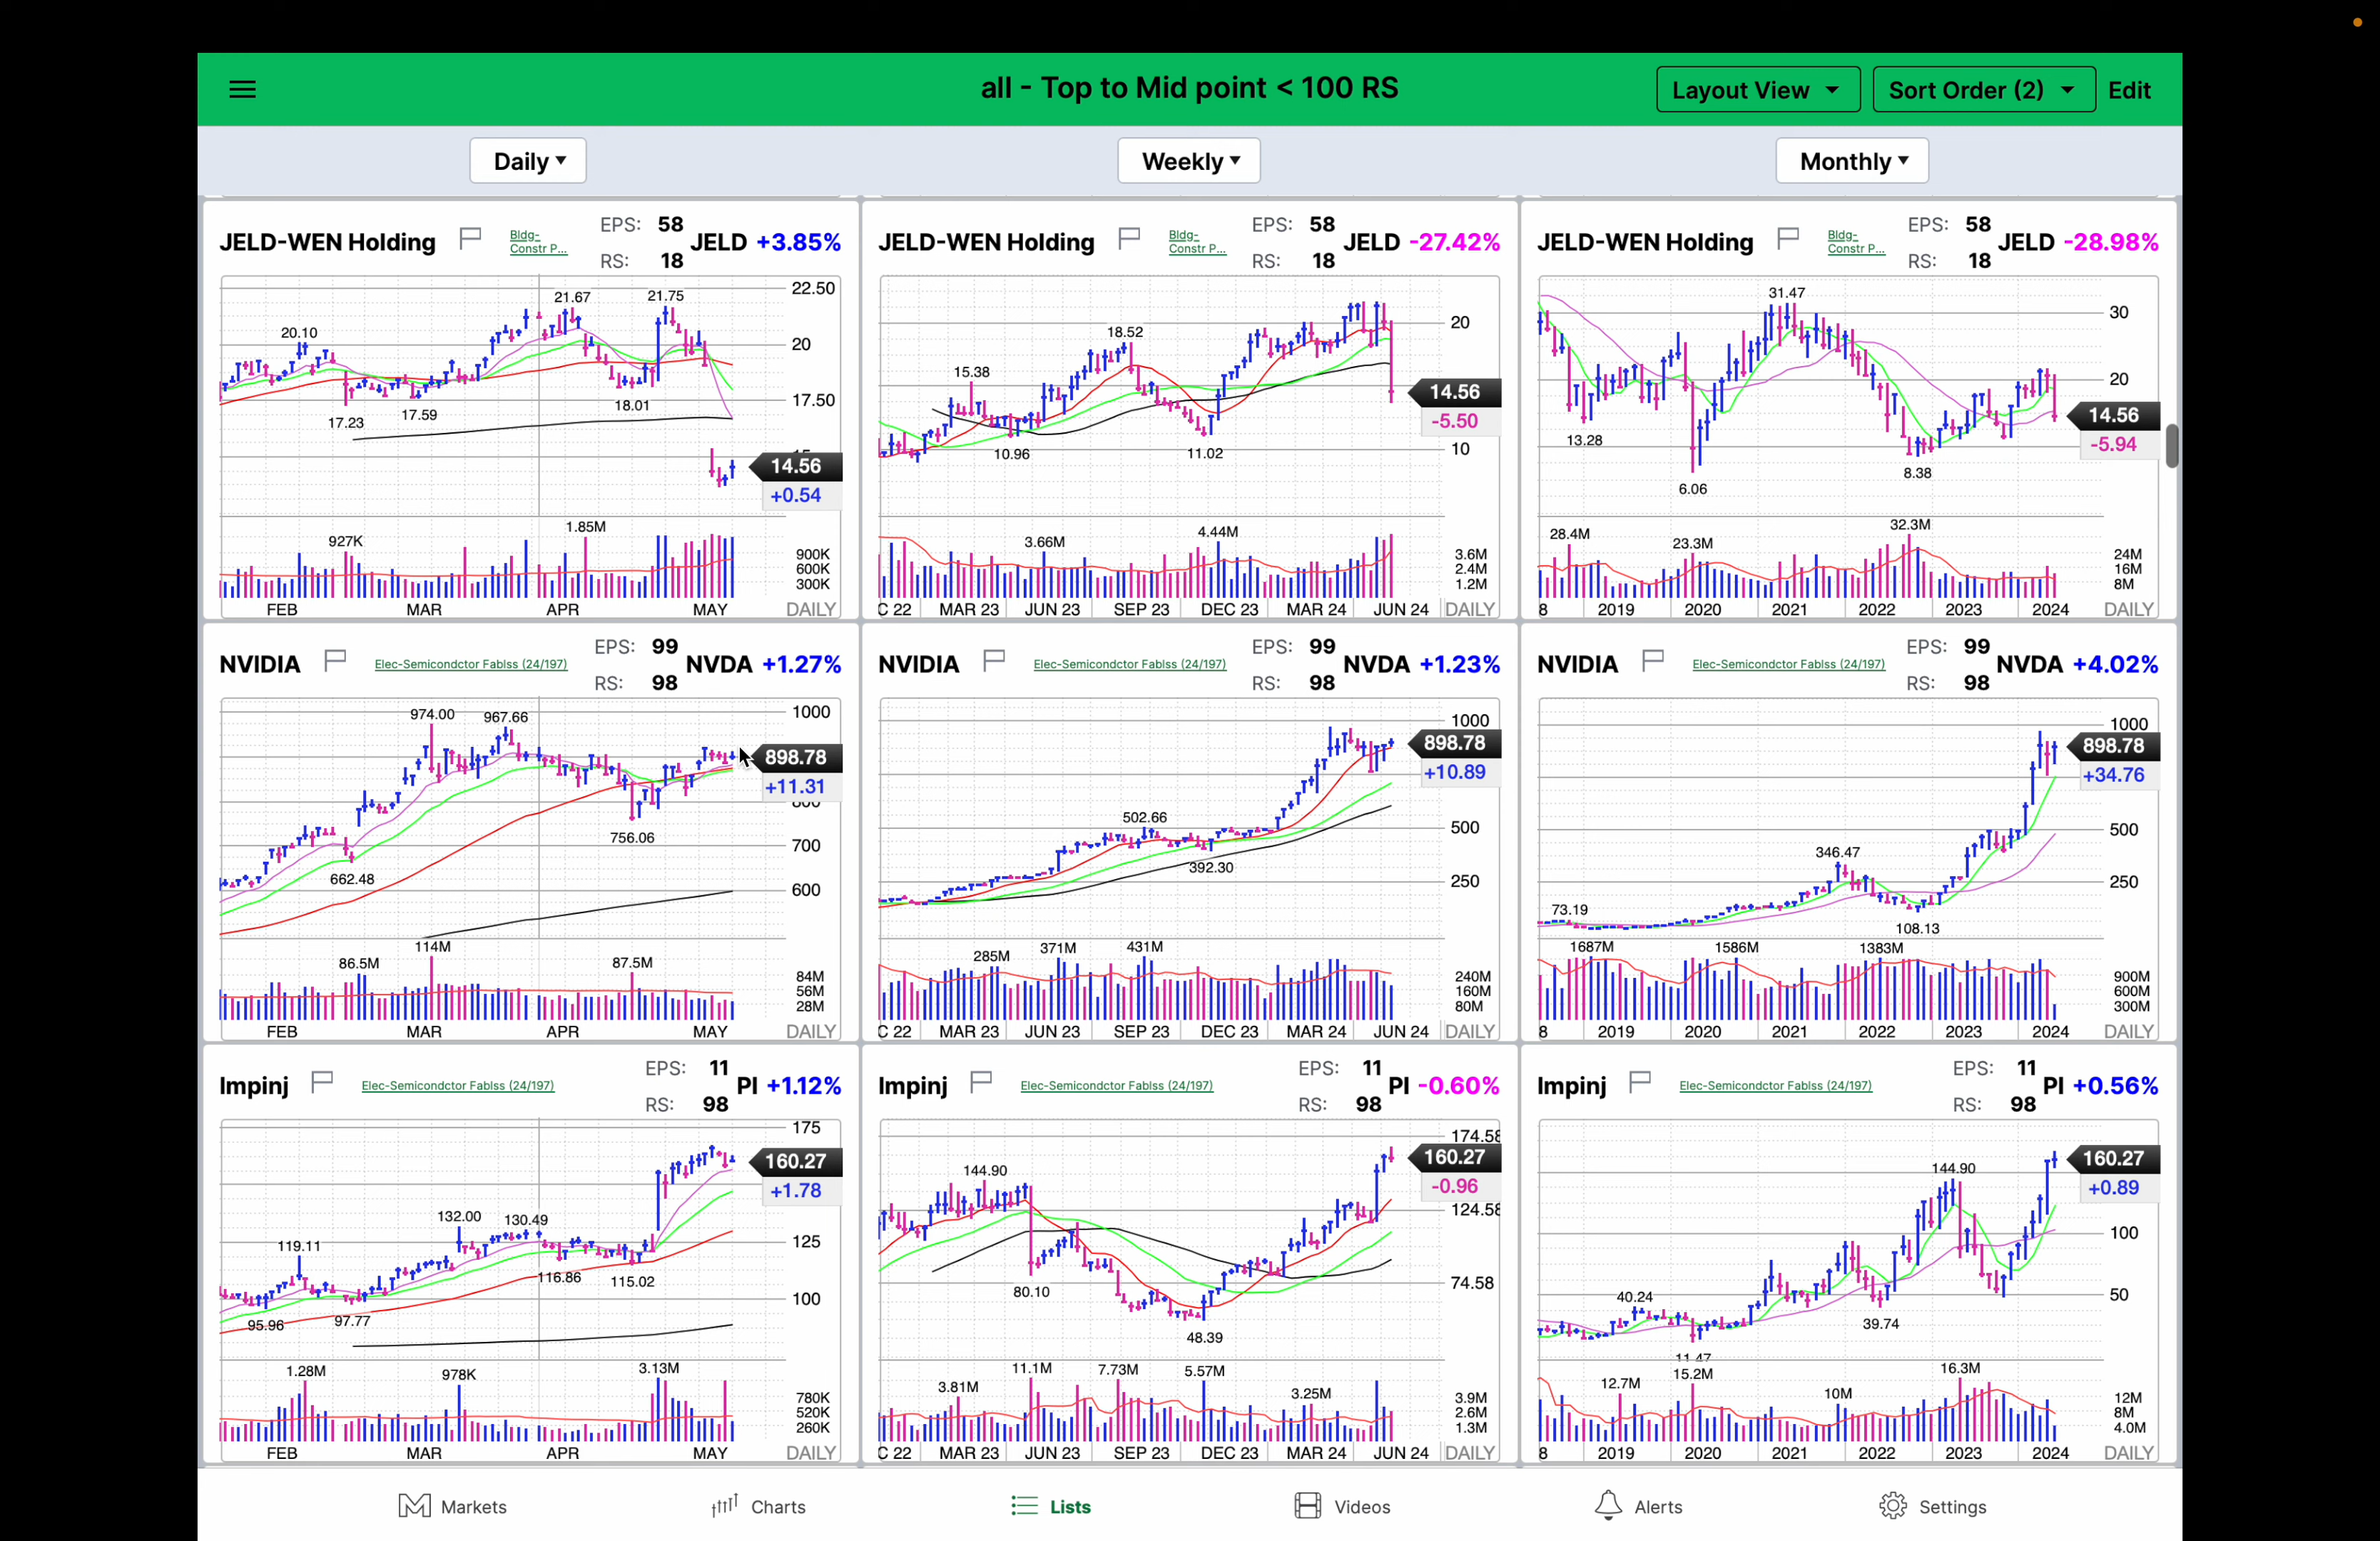 all - Top to Mid point < 100 RS
Layout View
Sort Order (2)
Edit
Daily
Weekly
Monthly
JELD-WEN Holding
Bldg-
Constr P...
EPS: 58
RS: 18
JELD +3.85%
22.50
21.67
21.75
20.10
20
17.50
17.23
17.59
18.01
14.56
+0.54
1.85M
927K
900K
600K
300K
FEB MAR APR MAY DAILY
JELD-WEN Holding
Bldg-
Constr P...
EPS: 58
RS: 18
JELD -27.42%
20
18.52
15.38
14.56
-5.50
10.96
11.02
10
4.44M
3.66M
3.6M
2.4M
1.2M
C 22 MAR 23 JUN 23 SEP 23 DEC 23 MAR 24 JUN 24 DAILY
JELD-WEN Holding
Bldg-
Constr P...
EPS: 58
RS: 18
JELD -28.98%
31.47
30
20
14.56
-5.94
13.28
8.38
6.06
32.3M
28.4M
23.3M
24M
16M
8M
8 2019 2020 2021 2022 2023 2024 DAILY
NVIDIA
Elec-Semicondctor Fablss (24/197)
EPS: 99
RS: 98
NVDA +1.27%
1000
974.00
967.66
898.78
+11.31
800
756.06
700
662.48
600
114M
86.5M
87.5M
84M
56M
28M
FEB MAR APR MAY DAILY
NVIDIA
Elec-Semicondctor Fablss (24/197)
EPS: 99
RS: 98
NVDA +1.23%
1000
898.78
+10.89
502.66
500
392.30
250
431M
371M
285M
240M
160M
80M
C 22 MAR 23 JUN 23 SEP 23 DEC 23 MAR 24 JUN 24 DAILY
NVIDIA
Elec-Semicondctor Fablss (24/197)
EPS: 99
RS: 98
NVDA +4.02%
1000
898.78
+34.76
500
346.47
250
73.19
108.13
1687M
1586M
1383M
900M
600M
300M
8 2019 2020 2021 2022 2023 2024 DAILY
Impinj
Elec-Semicondctor Fablss (24/197)
EPS: 11
RS: 98
PI +1.12%
175
160.27
+1.78
132.00
130.49
119.11
125
116.86
115.02
100
95.96
97.77
3.13M
1.28M
978K
780K
520K
260K
FEB MAR APR MAY DAILY
Impinj
Elec-Semicondctor Fablss (24/197)
EPS: 11
RS: 98
PI -0.60%
174.58
160.27
-0.96
144.90
124.58
80.10
74.58
48.39
11.1M
7.73M
5.57M
3.81M
3.25M
3.9M
2.6M
1.3M
C 22 MAR 23 JUN 23 SEP 23 DEC 23 MAR 24 JUN 24 DAILY
Impinj
Elec-Semicondctor Fablss (24/197)
EPS: 11
RS: 98
PI +0.56%
160.27
+0.89
144.90
100
50
40.24
39.74
11.47
16.3M
15.2M
12.7M
10M
12M
8M
4.0M
8 2019 2020 2021 2022 2023 2024 DAILY
Markets
Charts
Lists
Videos
Alerts
Settings